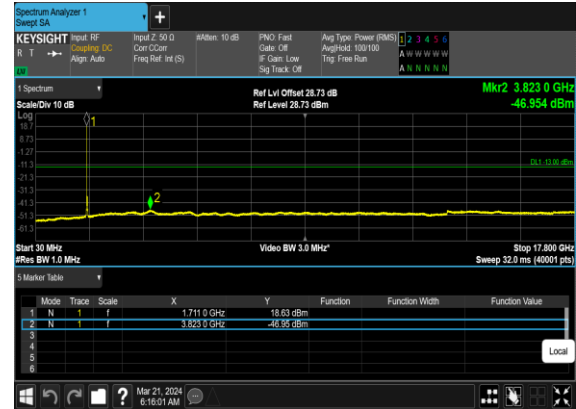 Spectrum Analyzer 1
Swept SA
+
KEYSIGHT Input: RF Input Z: 50 Ω #Atten: 10 dB PNO: Fast Avg Type: Power (RMS) 1 2 3 4 5 6
R T Coupling: DC Corr CCorr Gate: Off Avg|Hold: 100/100 A W W W W W
Align: Auto Freq Ref: Int (S) IF Gain: Low Trig: Free Run
LV Sig Track: Off A N N N N N
1 Spectrum Ref Lvl Offset 28.73 dB Mkr2 3.823 0 GHz
Scale/Div 10 dB Ref Level 28.73 dBm -46.954 dBm
Log
18.7
8.73
-1.27
-11.3
-21.3
-31.3
-41.3
-51.3
-61.3
1
DL1 -13.00 dBm
2
Start 30 MHz Video BW 3.0 MHz* Stop 17.800 GHz
#Res BW 1.0 MHz Sweep 32.0 ms (40001 pts)
5 Marker Table
Mode Trace Scale X Y Function Function Width Function Value
1 N 1 f 1.711 0 GHz 18.63 dBm
2 N 1 f 3.823 0 GHz -46.95 dBm
3
4
5
6
Local
? Mar 21, 2024
6:16:01 AM